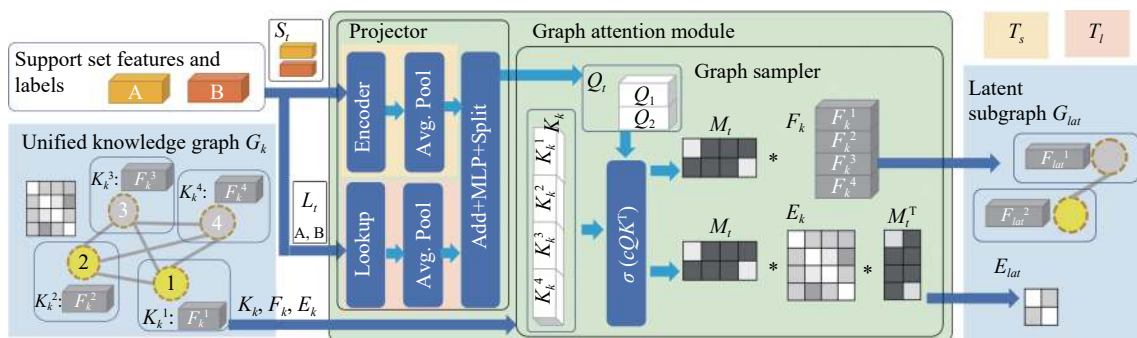 Support set features and
labels
A
B
S_t
Unified knowledge graph G_k
K_k^3:
F_k^3
K_k^4:
F_k^4
3
4
2
1
K_k^2:
F_k^2
K_k^1:
F_k^1
L_t
A, B
K_k, F_k, E_k
Projector
Encoder
Avg. Pool
Lookup
Avg. Pool
Add+MLP+Split
Graph attention module
Graph sampler
Q_t
Q_1
Q_2
K_k
K_k^1
K_k^2
K_k^3
K_k^4
σ (cQK^T)
M_t
*
F_k
F_k^1
F_k^2
F_k^3
F_k^4
M_t
*
E_k
*
M_t^T
T_s
T_l
Latent
subgraph G_lat
F_lat^1
F_lat^2
E_lat